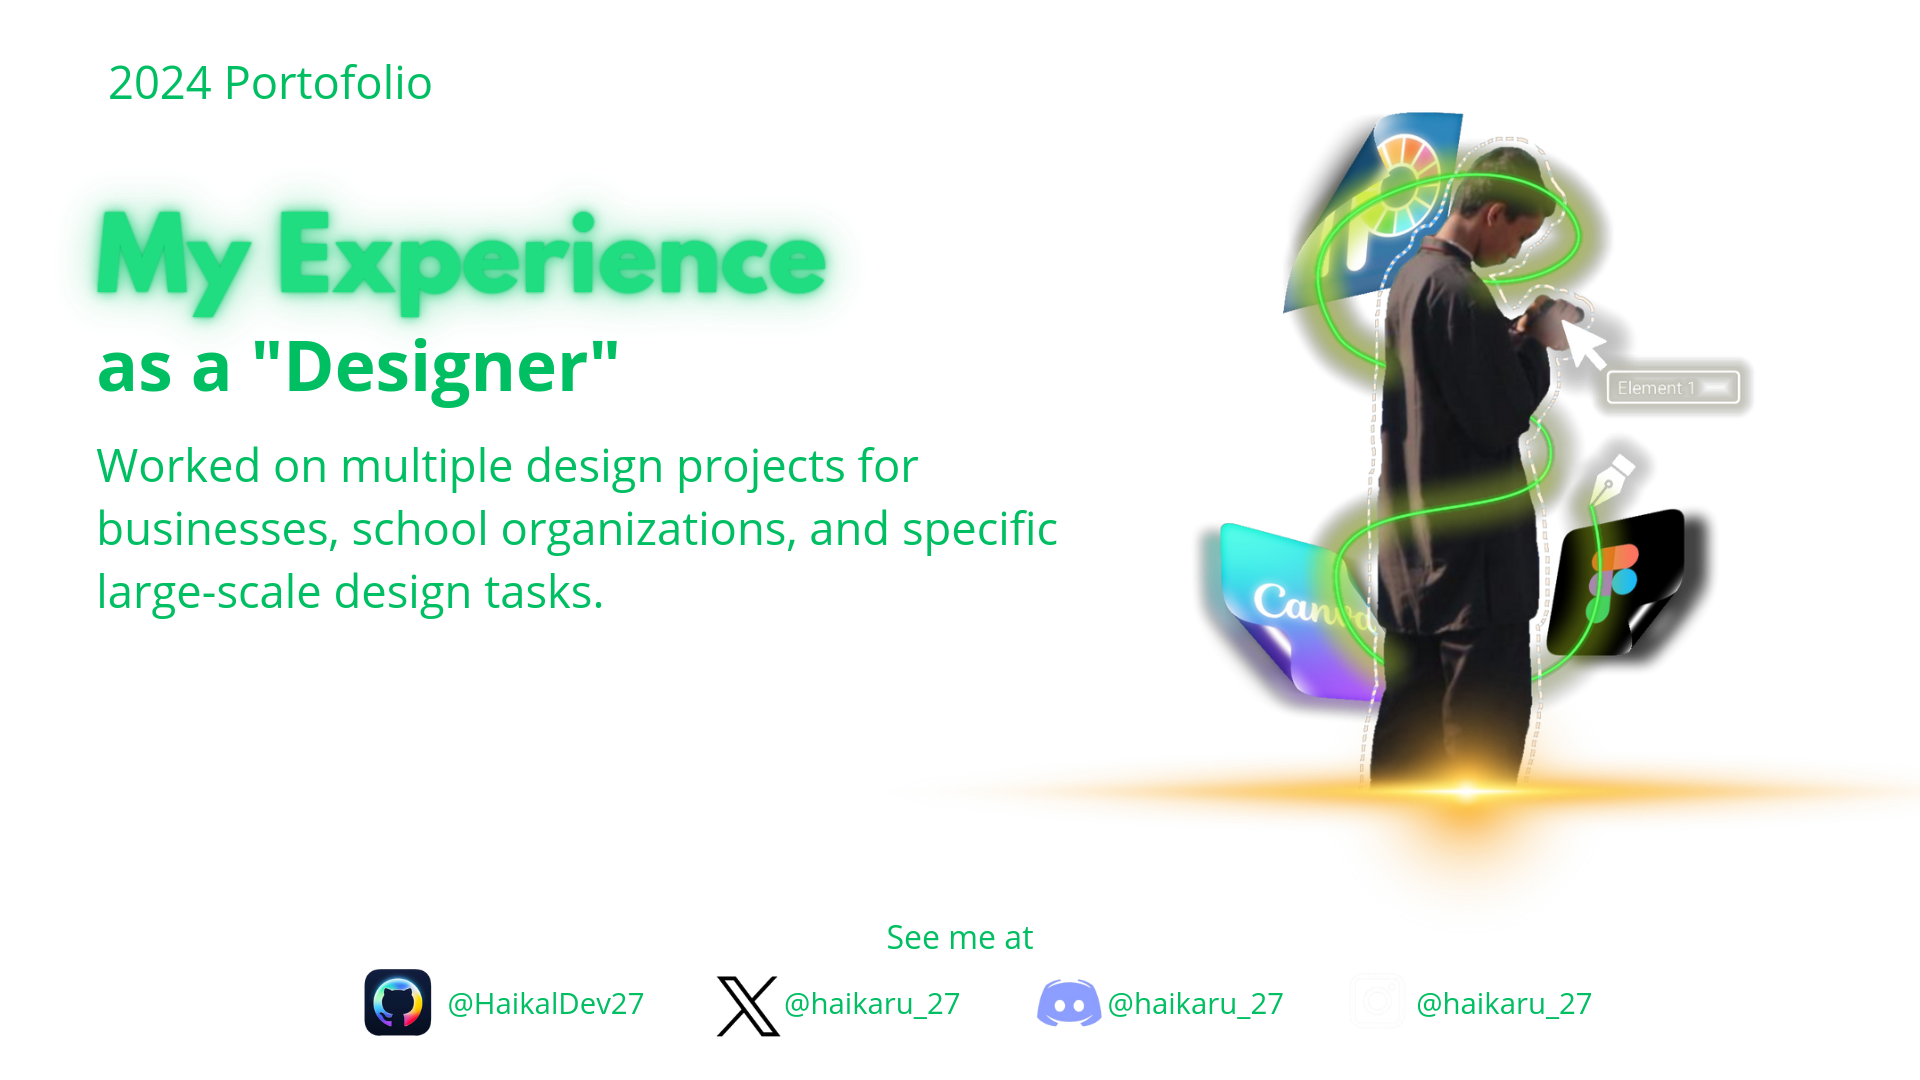 2024 Portofolio
My Experience
as a "Designer"
Worked on multiple design projects for
businesses, school organizations, and specific
large-scale design tasks.
Element 1
Canva
See me at
@HaikalDev27
@haikaru_27
@haikaru_27
@haikaru_27